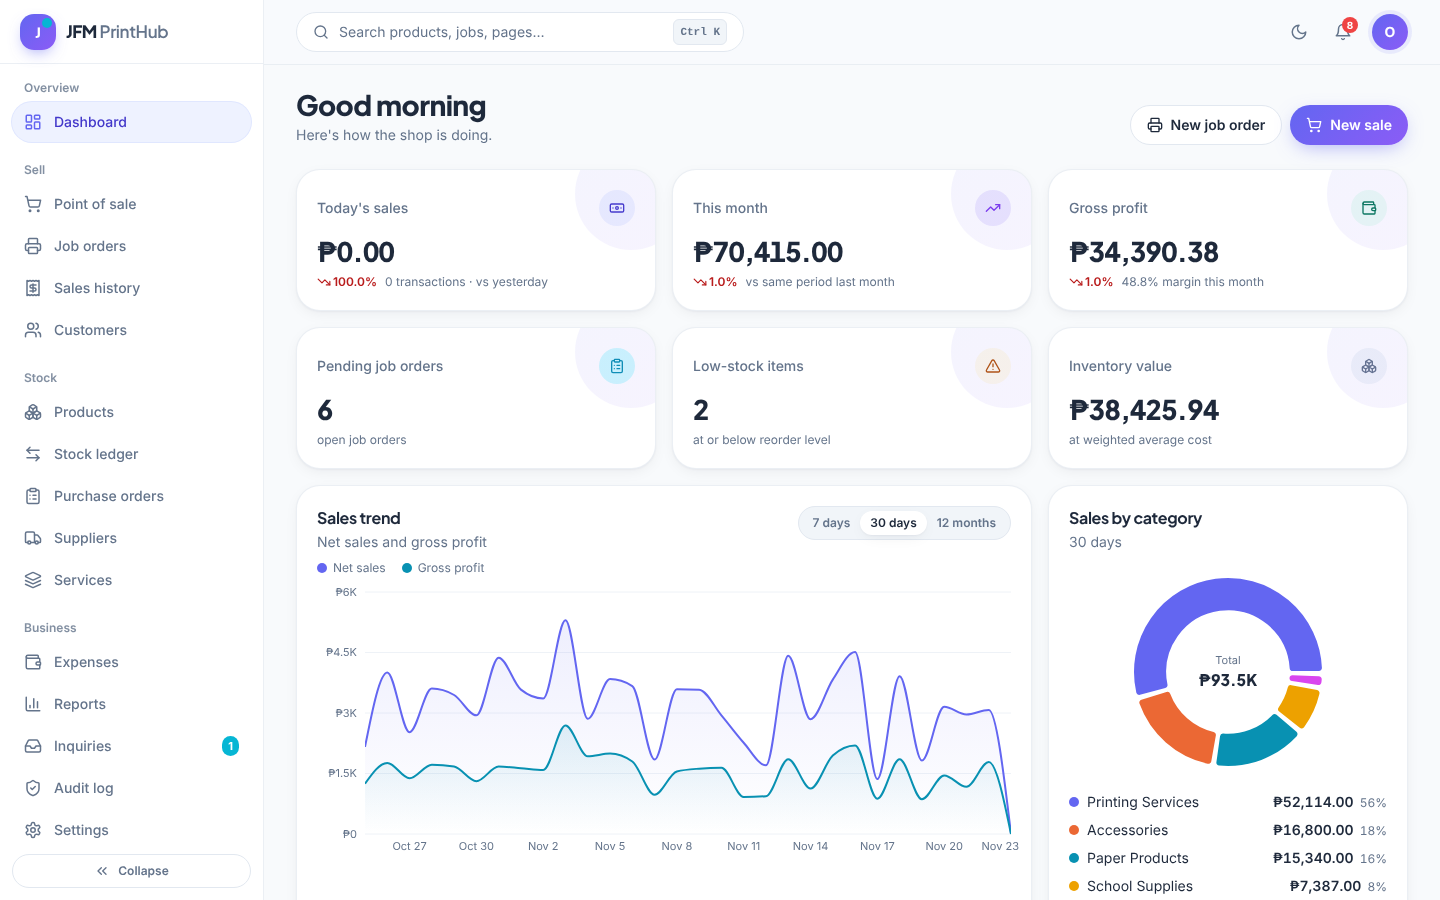 J
JFM PrintHub
Search products, jobs, pages...
Ctrl K
8
O
Overview
Dashboard
Sell
Point of sale
Job orders
Sales history
Customers
Stock
Products
Stock ledger
Purchase orders
Suppliers
Services
Business
Expenses
Reports
Inquiries
1
Audit log
Settings
Collapse
Good morning
Here's how the shop is doing.
New job order
New sale
Today's sales
₱0.00
100.0% 0 transactions · vs yesterday
This month
₱70,415.00
1.0% vs same period last month
Gross profit
₱34,390.38
1.0% 48.8% margin this month
Pending job orders
6
open job orders
Low-stock items
2
at or below reorder level
Inventory value
₱38,425.94
at weighted average cost
Sales trend
Net sales and gross profit
7 days 30 days 12 months
Net sales Gross profit
₱6K
₱4.5K
₱3K
₱1.5K
₱0
Oct 27 Oct 30 Nov 2 Nov 5 Nov 8 Nov 11 Nov 14 Nov 17 Nov 20 Nov 23
Sales by category
30 days
Total
₱93.5K
Printing Services ₱52,114.00 56%
Accessories ₱16,800.00 18%
Paper Products ₱15,340.00 16%
School Supplies ₱7,387.00 8%